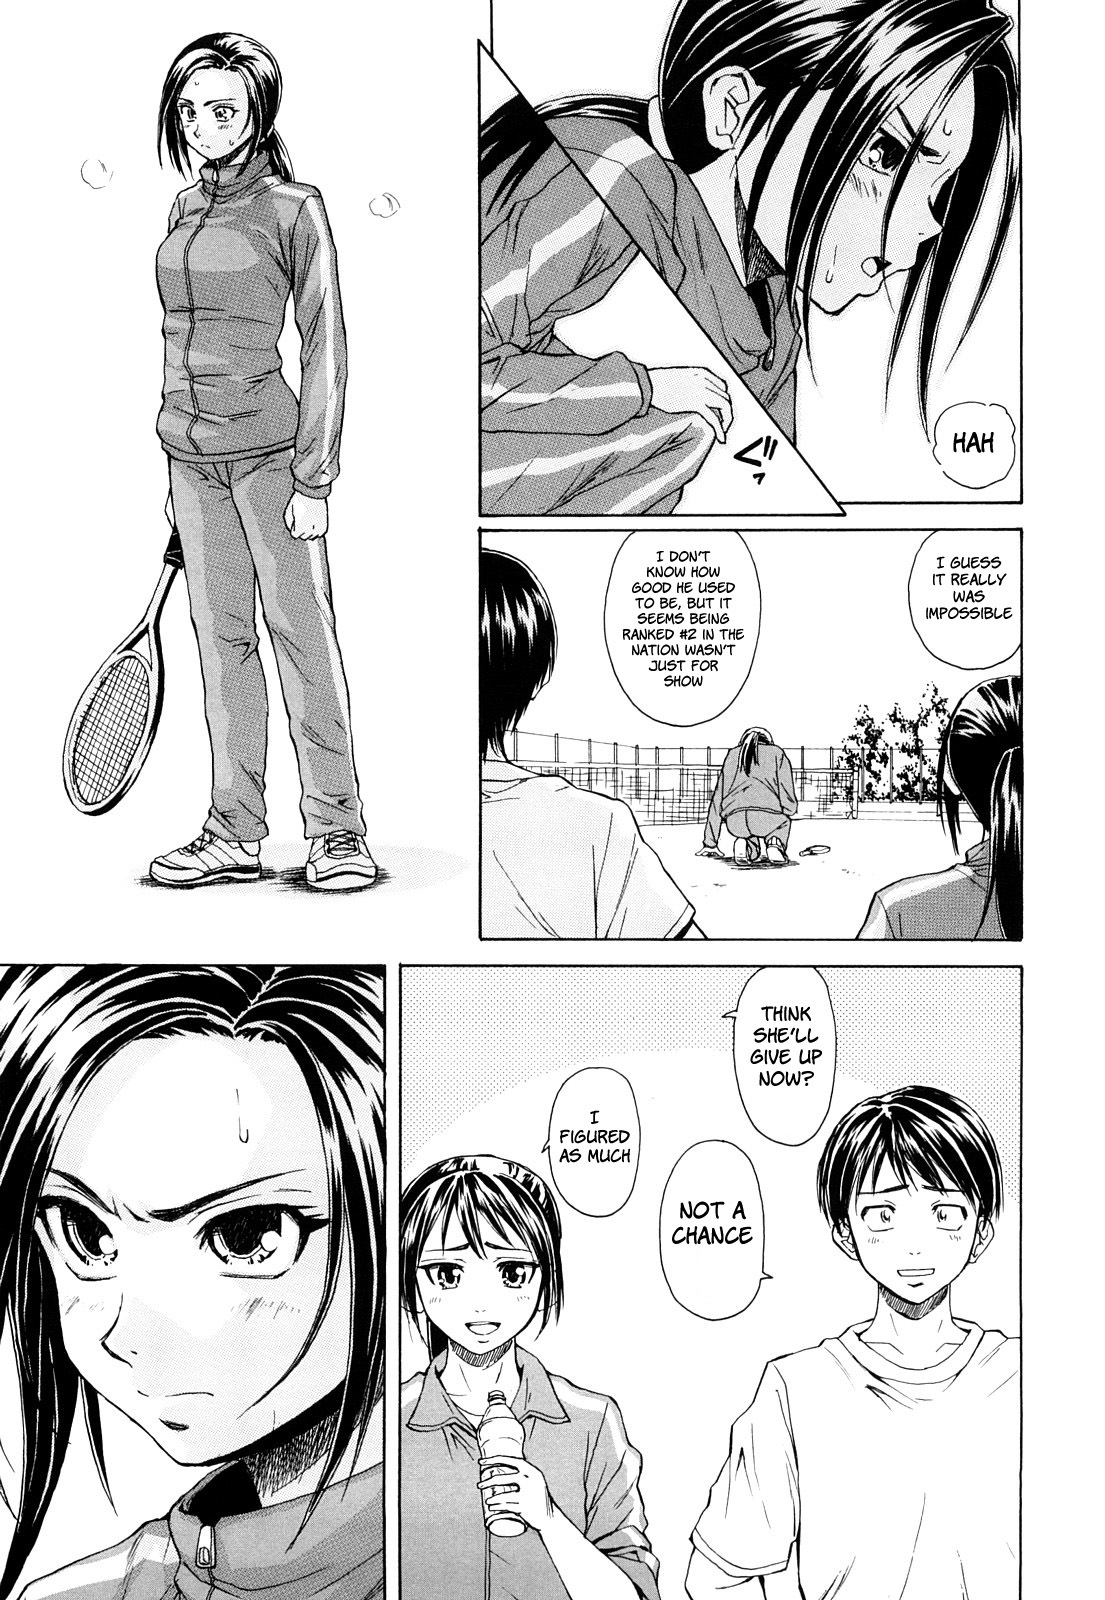 HAH
ぐ!!
I GUESS
IT REALLY
WAS
IMPOSSIBLE
I DON'T
KNOW HOW
GOOD HE USED
TO BE, BUT IT
SEEMS BEING
RANKED #2 IN THE
NATION WASN'T
JUST FOR
SHOW
THINK
SHE'LL
GIVE UP
NOW?
NOT A
CHANCE
I
FIGURED
AS MUCH